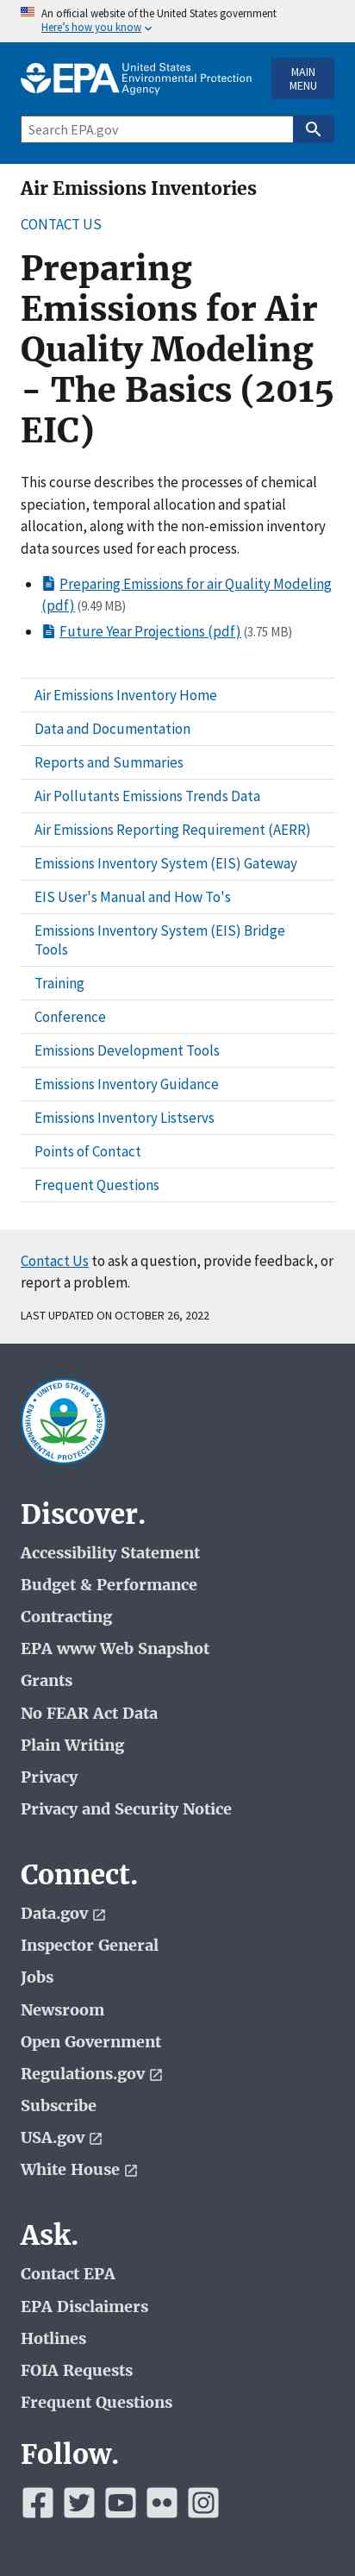 An official website of the United States government
Here's how you know
EPA United States
Environmental Protection
Agency
MAIN
MENU
Search EPA.gov
Air Emissions Inventories
CONTACT US
Preparing
Emissions for Air
Quality Modeling
- The Basics (2015
EIC)
This course describes the processes of chemical
speciation, temporal allocation and spatial
allocation, along with the non-emission inventory
data sources used for each process.
Preparing Emissions for air Quality Modeling
(pdf) (9.49 MB)
Future Year Projections (pdf) (3.75 MB)
Air Emissions Inventory Home
Data and Documentation
Reports and Summaries
Air Pollutants Emissions Trends Data
Air Emissions Reporting Requirement (AERR)
Emissions Inventory System (EIS) Gateway
EIS User's Manual and How To's
Emissions Inventory System (EIS) Bridge
Tools
Training
Conference
Emissions Development Tools
Emissions Inventory Guidance
Emissions Inventory Listservs
Points of Contact
Frequent Questions
Contact Us to ask a question, provide feedback, or
report a problem.
LAST UPDATED ON OCTOBER 26, 2022
UNITED STATES
ENVIRONMENTAL PROTECTION AGENCY
Discover.
Accessibility Statement
Budget & Performance
Contracting
EPA www Web Snapshot
Grants
No FEAR Act Data
Plain Writing
Privacy
Privacy and Security Notice
Connect.
Data.gov
Inspector General
Jobs
Newsroom
Open Government
Regulations.gov
Subscribe
USA.gov
White House
Ask.
Contact EPA
EPA Disclaimers
Hotlines
FOIA Requests
Frequent Questions
Follow.